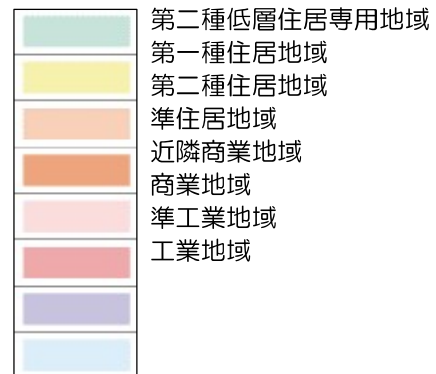 第二種低層住居専用地域
第一種住居地域
第二種住居地域
準住居地域
近隣商業地域
商業地域
準工業地域
工業地域